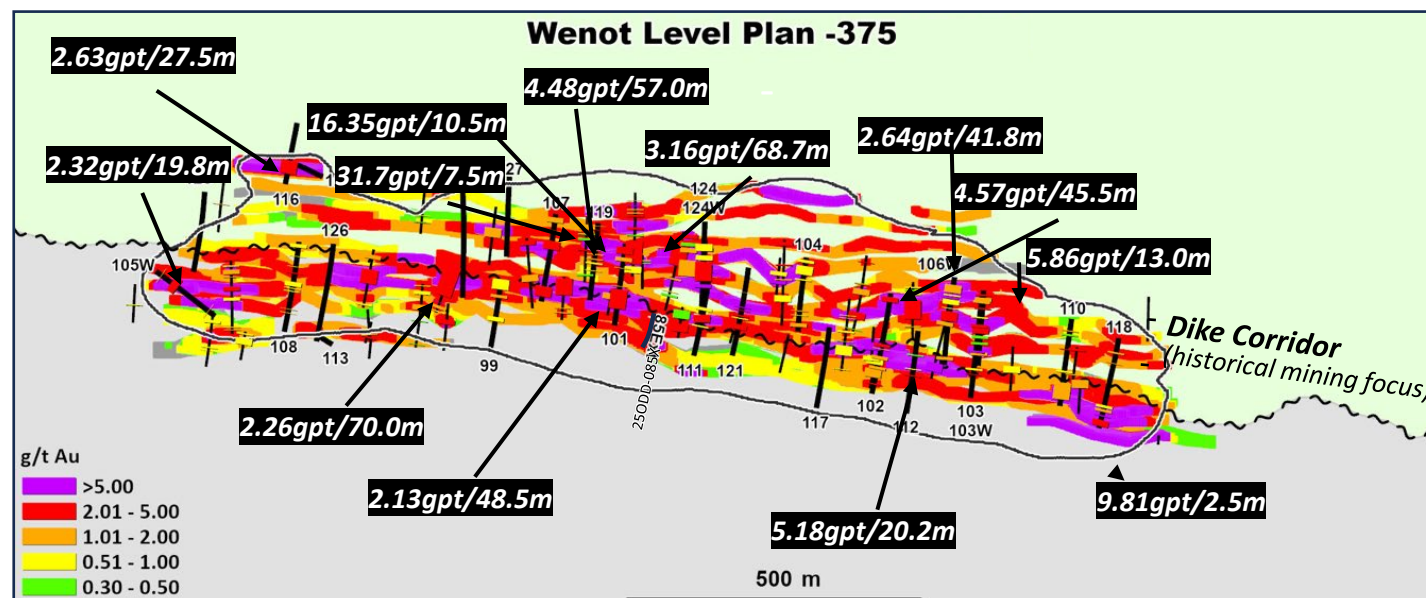 Wenot Level Plan -375
2.63gpt/27.5m
4.48gpt/57.0m
16.35gpt/10.5m
2.64gpt/41.8m
3.16gpt/68.7m
2.32gpt/19.8m
31.7gpt/7.5m
4.57gpt/45.5m
27
116
107
119
124
124W
126
104
105W
106W
5.86gpt/13.0m
110
118
Dike Corridor
(historical mining focus)
108
113
99
101
85EXX
25ODD-085
111
121
117
102
112
103
103W
2.26gpt/70.0m
2.13gpt/48.5m
5.18gpt/20.2m
9.81gpt/2.5m
g/t Au
>5.00
2.01 - 5.00
1.01 - 2.00
0.51 - 1.00
0.30 - 0.50
500 m